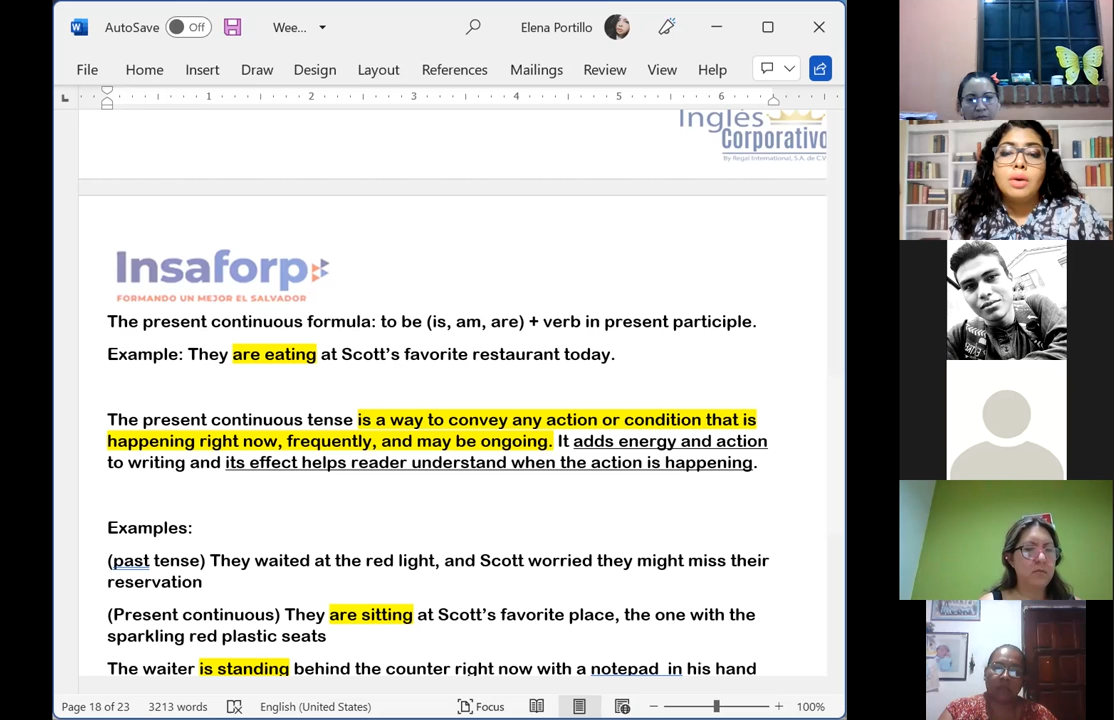 AutoSave Off Wee... Elena Portillo
File Home Insert Draw Design Layout References Mailings Review View Help
1 2 3 4 5 6
Inglés
Corporativo
By Regal International, S.A. de C.V
Insaforp
FORMANDO UN MEJOR EL SALVADOR
The present continuous formula: to be (is, am, are) + verb in present participle.
Example: They are eating at Scott's favorite restaurant today.
The present continuous tense is a way to convey any action or condition that is
happening right now, frequently, and may be ongoing. It adds energy and action
to writing and its effect helps reader understand when the action is happening.
Examples:
(past tense) They waited at the red light, and Scott worried they might miss their
reservation
(Present continuous) They are sitting at Scott's favorite place, the one with the
sparkling red plastic seats
The waiter is standing behind the counter right now with a notepad in his hand
Page 18 of 23 3213 words English (United States) Focus 100%